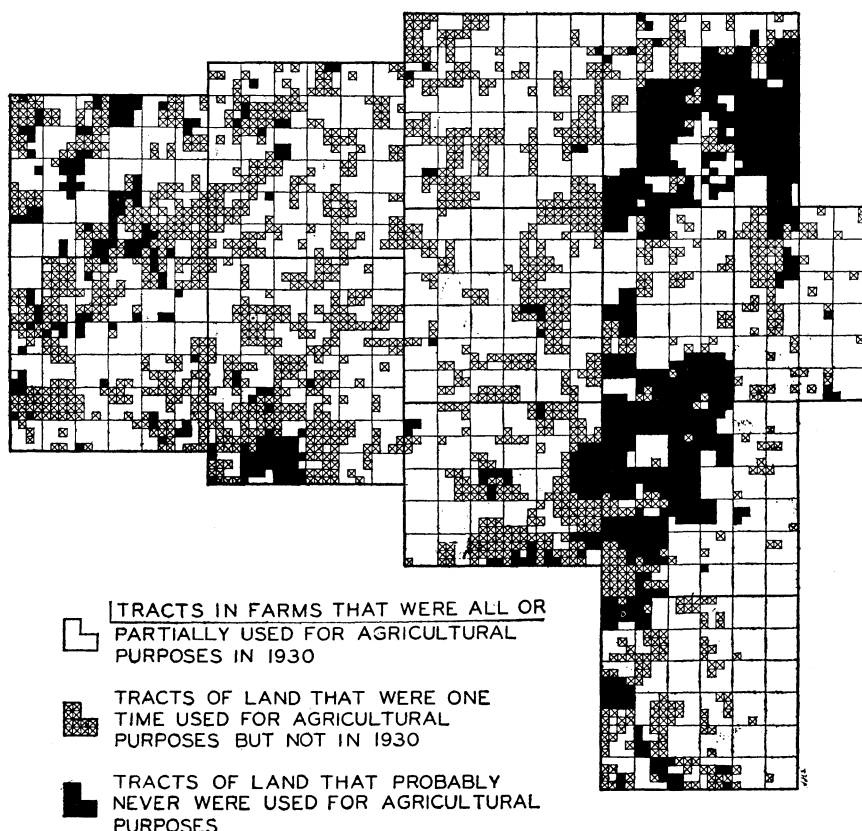 TRACTS IN FARMS THAT WERE ALL OR
PARTIALLY USED FOR AGRICULTURAL
PURPOSES IN 1930
TRACTS OF LAND THAT WERE ONE
TIME USED FOR AGRICULTURAL
PURPOSES BUT NOT IN 1930
TRACTS OF LAND THAT PROBABLY
NEVER WERE USED FOR AGRICULTURAL
PURPOSES